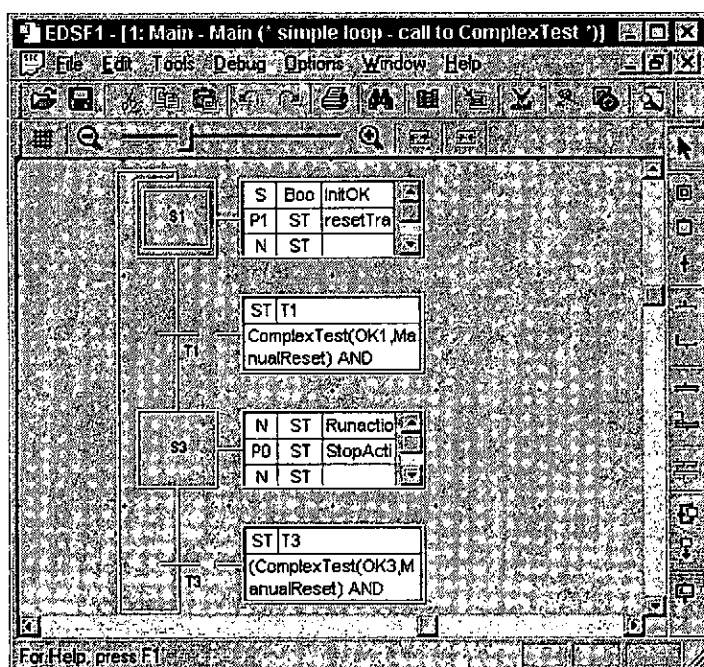 EDSF1 - [1: Main - Main (* simple loop - call to ComplexTest *)]
File Edit Tools Debug Options Window Help
S1
S Boo InitOK
P1 ST resetTra
N ST
T1
ST T1
ComplexTest(OK1,Ma
nualReset) AND
S3
N ST Runactio
P0 ST StopActi
N ST
T3
ST T3
(ComplexTest(OK3,M
anualReset) AND
For Help, press F1